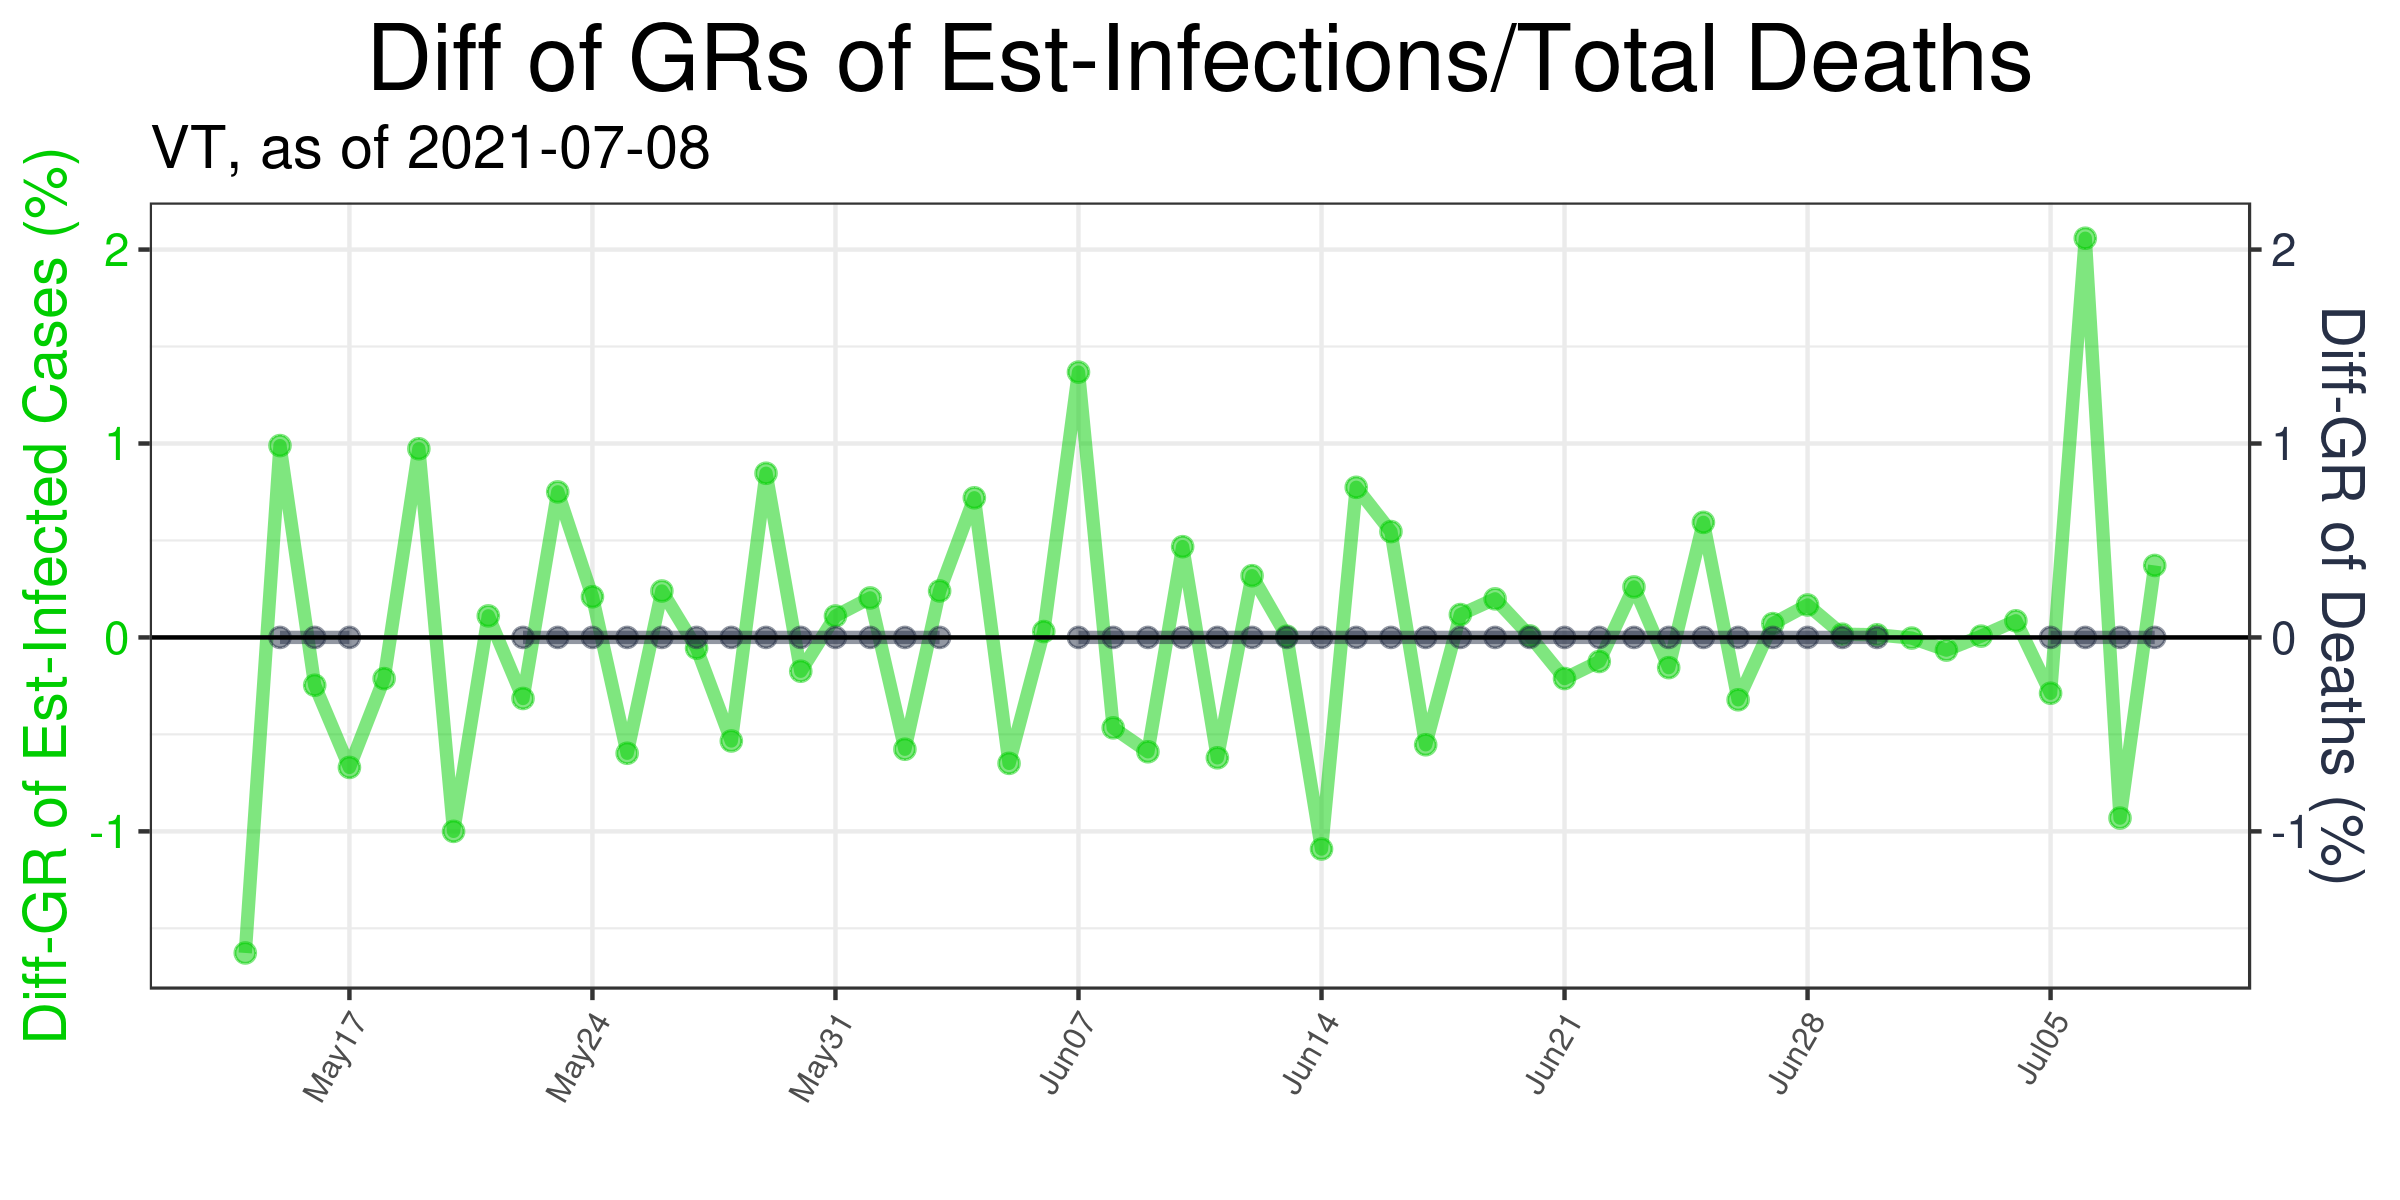 Diff of GRs of Est-Infections/Total Deaths
VT, as of 2021-07-08
Diff-GR of Est-Infected Cases (%)
2
1
0
-1
2
1
0
-1
Diff-GR of Deaths (%)
May17
May24
May31
Jun07
Jun14
Jun21
Jun28
Jul05